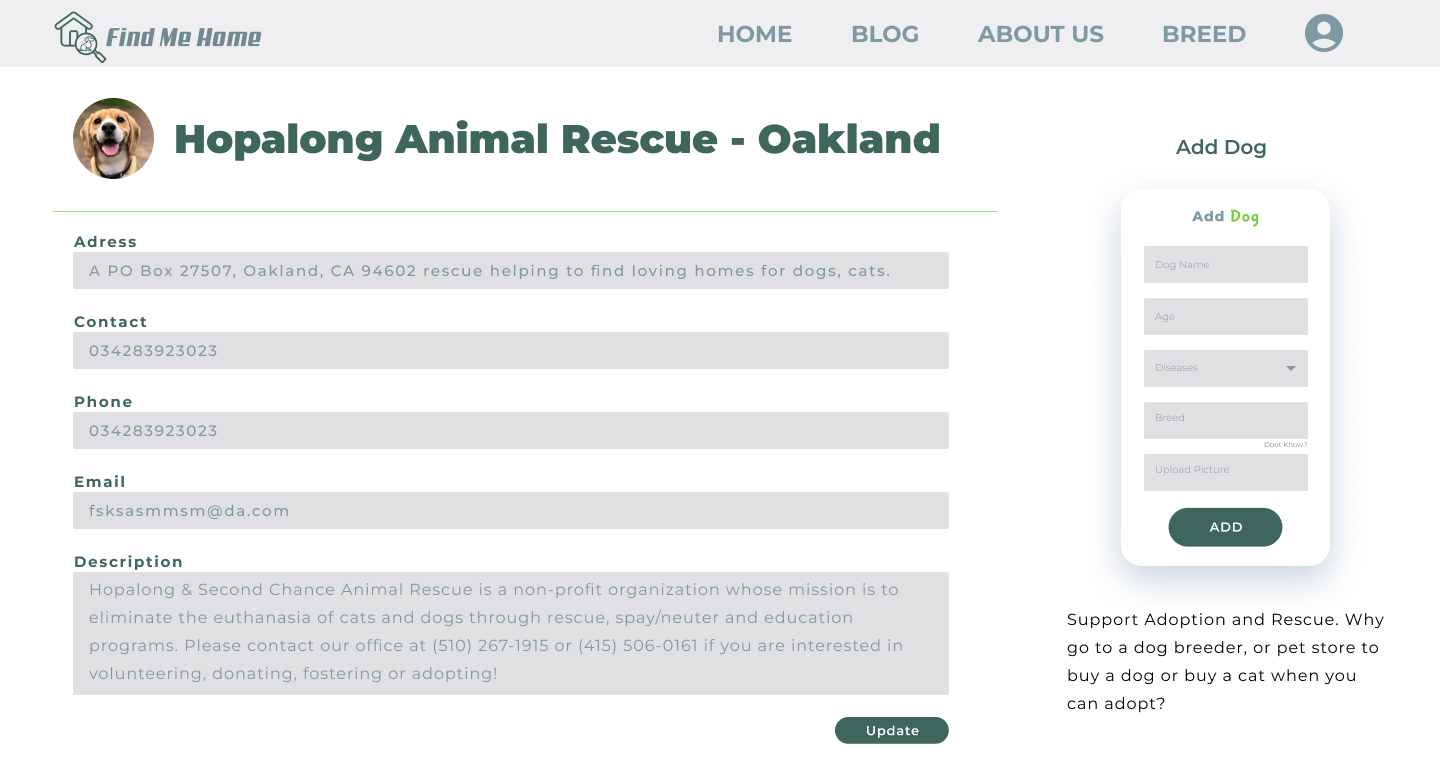 Find Me Home
HOME
BLOG
ABOUT US
BREED
Hopalong Animal Rescue - Oakland
Adress
A PO Box 27507, Oakland, CA 94602 rescue helping to find loving homes for dogs, cats.
Contact
034283923023
Phone
034283923023
Email
fsksasmmsm@da.com
Description
Hopalong & Second Chance Animal Rescue is a non-profit organization whose mission is to
eliminate the euthanasia of cats and dogs through rescue, spay/neuter and education
programs. Please contact our office at (510) 267-1915 or (415) 506-0161 if you are interested in
volunteering, donating, fostering or adopting!
Update
Add Dog
Add Dog
Dog Name
Age
Diseases
Breed
Dont Know?
Upload Picture
ADD
Support Adoption and Rescue. Why
go to a dog breeder, or pet store to
buy a dog or buy a cat when you
can adopt?